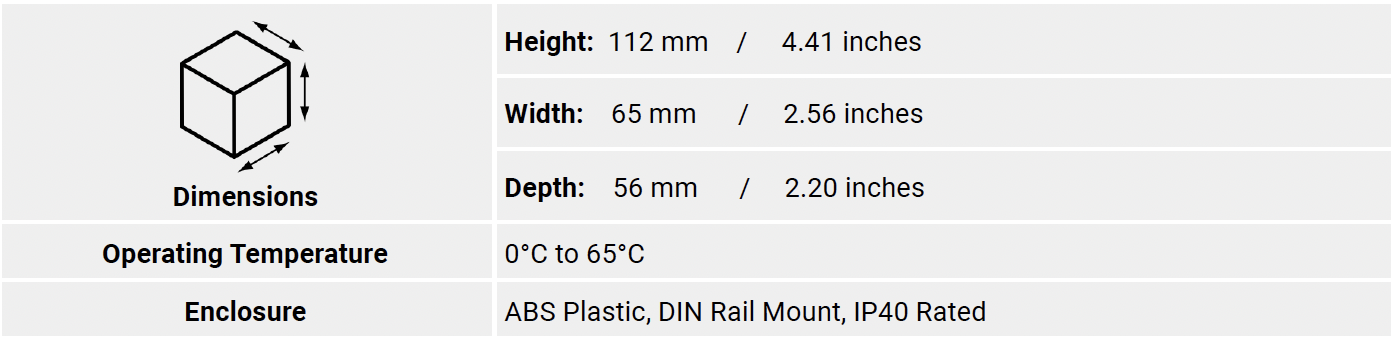 Dimensions
Height: 112 mm / 4.41 inches
Width: 65 mm / 2.56 inches
Depth: 56 mm / 2.20 inches
Operating Temperature
0°C to 65°C
Enclosure
ABS Plastic, DIN Rail Mount, IP40 Rated